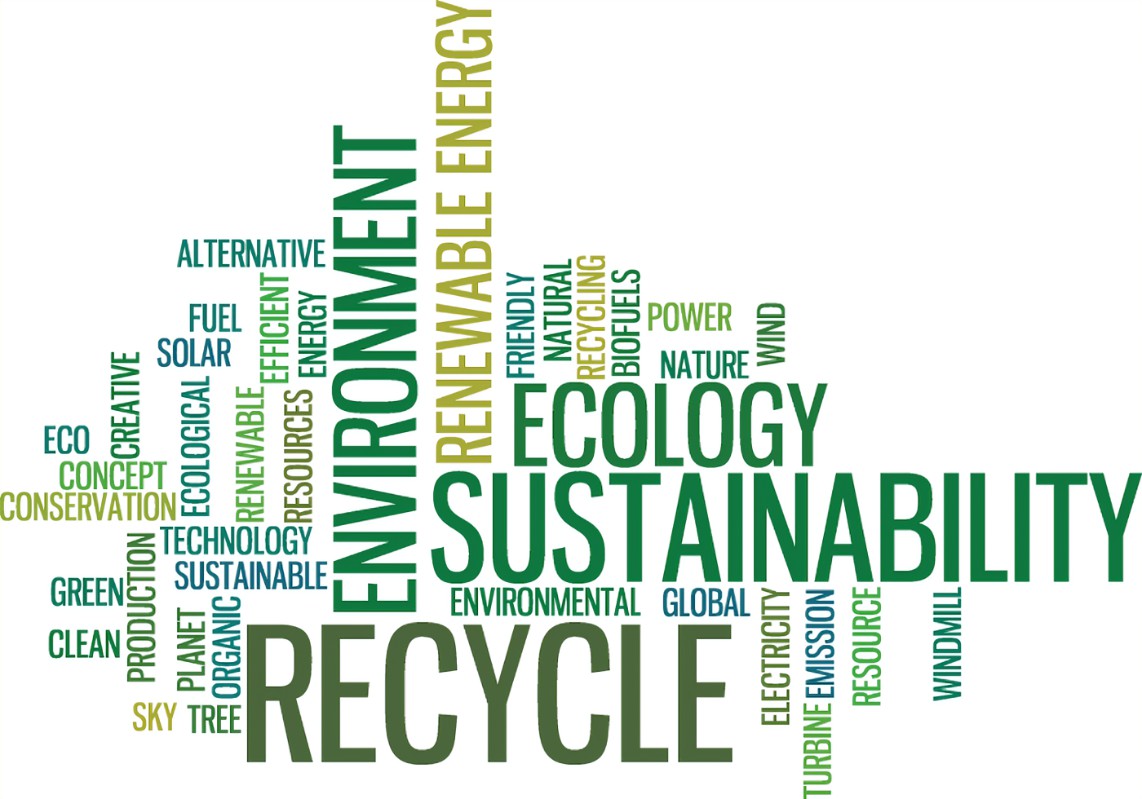 RENEWABLE ENERGY
ENVIRONMENT
ALTERNATIVE
FUEL
SOLAR
EFFICIENT
ENERGY
CREATIVE
ECOLOGICAL
RENEWABLE
RESOURCES
ECO
CONCEPT
CONSERVATION
TECHNOLOGY
SUSTAINABLE
GREEN
CLEAN
PRODUCTION
PLANET
ORGANIC
SKY
TREE
FRIENDLY
NATURAL
RECYCLING
BIOFUELS
POWER
NATURE
WIND
ECOLOGY
SUSTAINABILITY
ENVIRONMENTAL
GLOBAL
RECYCLE
ELECTRICITY
EMISSION
TURBINE
RESOURCE
WINDMILL